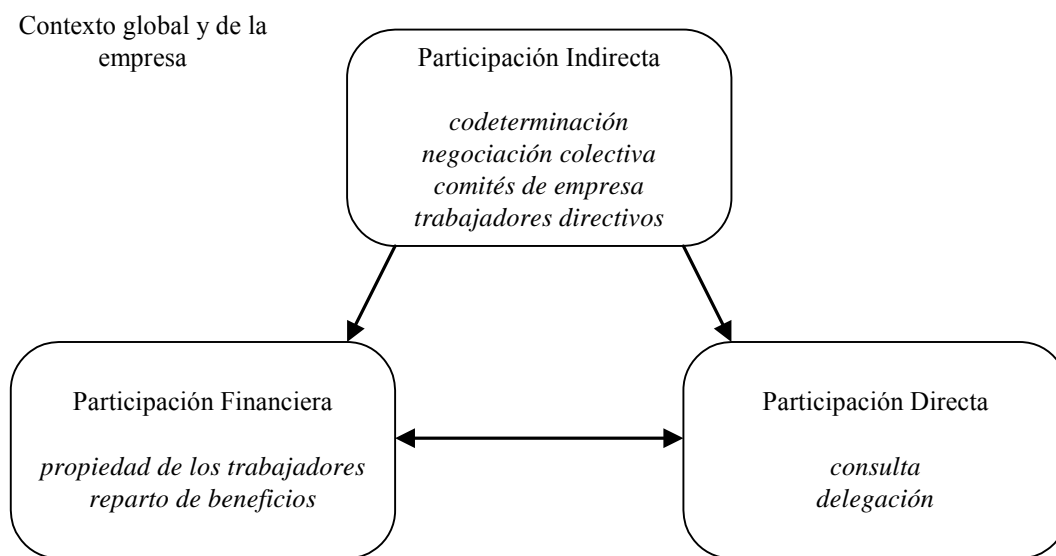 Contexto global y de la
empresa
Participación Indirecta
codeterminación
negociación colectiva
comités de empresa
trabajadores directivos
Participación Financiera
propiedad de los trabajadores
reparto de beneficios
Participación Directa
consulta
delegación